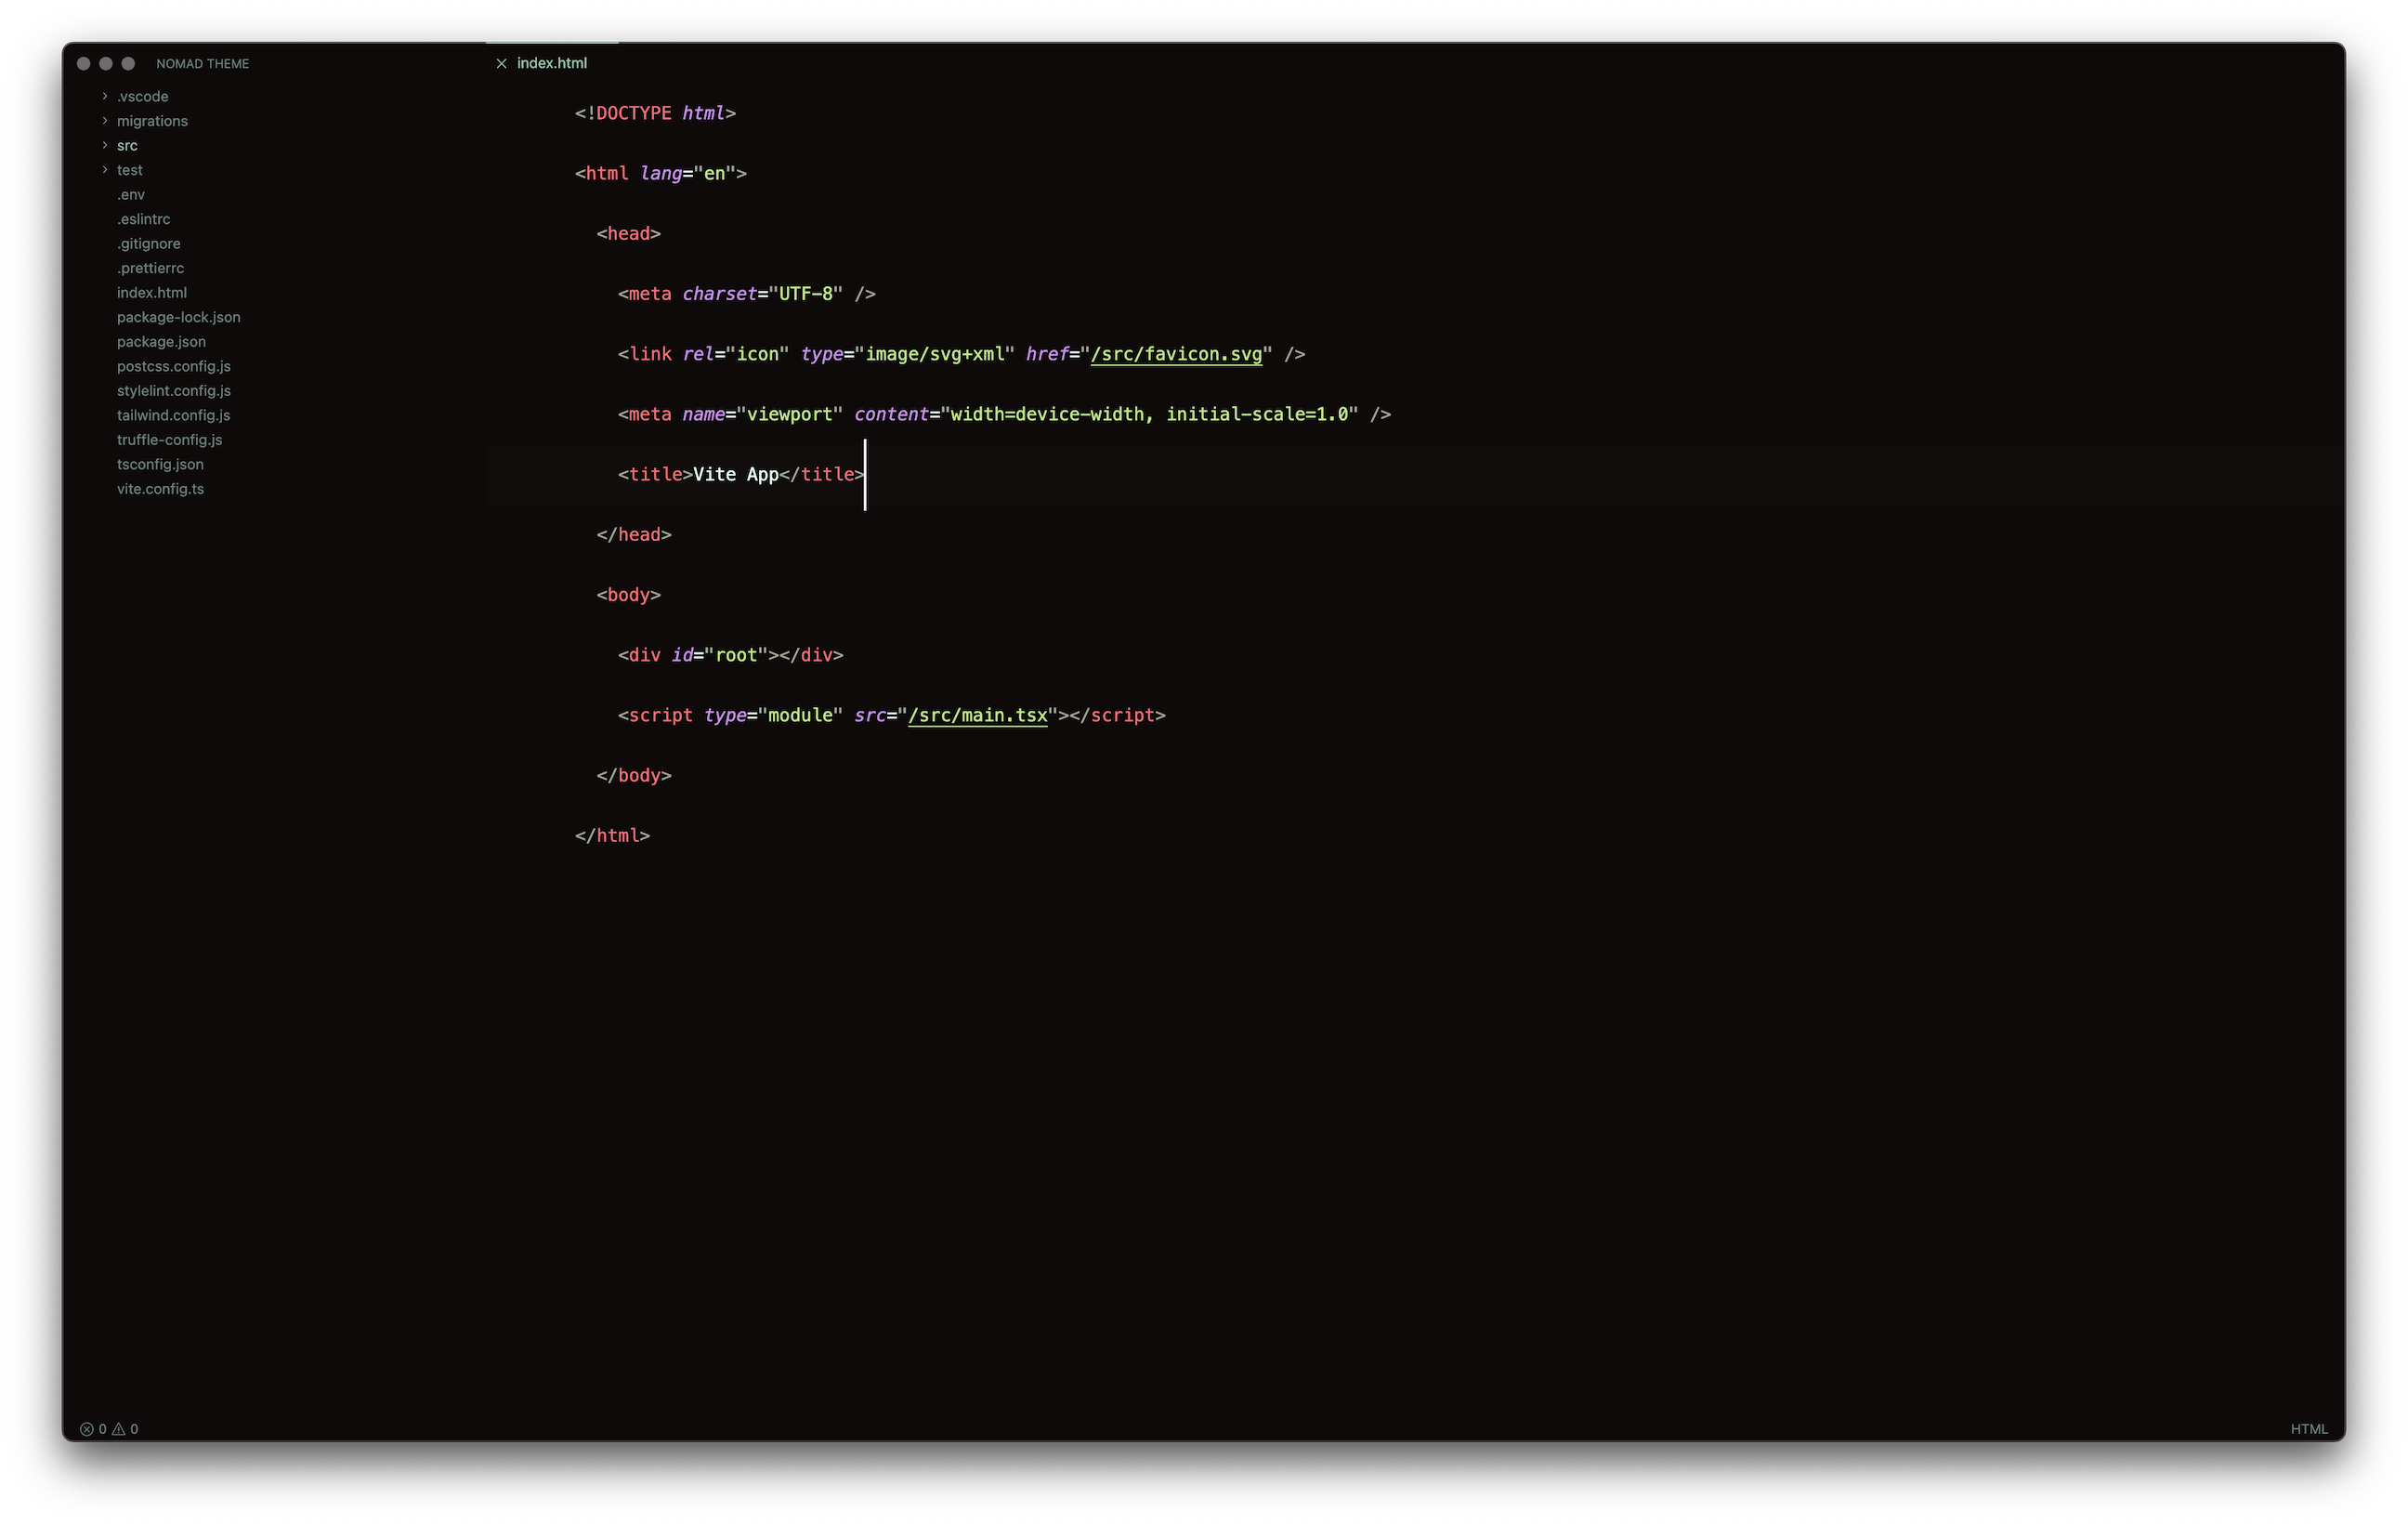 NOMAD THEME
.vscode
migrations
src
test
.env
.eslintrc
.gitignore
.prettierrc
index.html
package-lock.json
package.json
postcss.config.js
stylelint.config.js
tailwind.config.js
truffle-config.js
tsconfig.json
vite.config.ts
index.html
<!DOCTYPE html>
<html lang="en">
  <head>
    <meta charset="UTF-8" />
    <link rel="icon" type="image/svg+xml" href="/src/favicon.svg" />
    <meta name="viewport" content="width=device-width, initial-scale=1.0" />
    <title>Vite App</title>
  </head>
  <body>
    <div id="root"></div>
    <script type="module" src="/src/main.tsx"></script>
  </body>
</html>
0 0
HTML